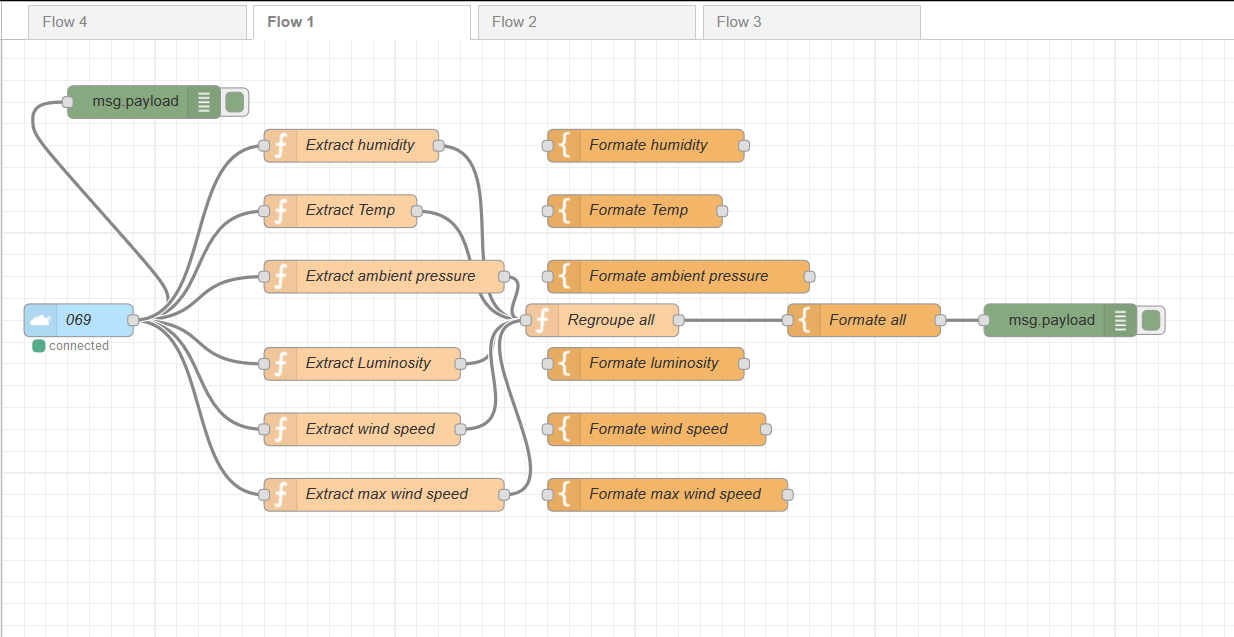 Flow 4
Flow 1
Flow 2
Flow 3
msg.payload
Extract humidity
Formate humidity
Extract Temp
Formate Temp
Extract ambient pressure
Formate ambient pressure
069
Regroupe all
Formate all
msg.payload
connected
Extract Luminosity
Formate luminosity
Extract wind speed
Formate wind speed
Extract max wind speed
Formate max wind speed